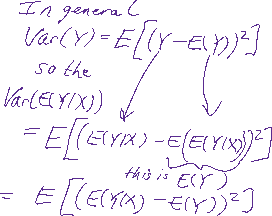 In general
Var(Y) = E[(Y-E(Y))²]
so the
Var(E(Y|X)
= E[(E(Y|X) - E(E(Y|X)))²]
this is E(Y)
= E[(E(Y|X) - E(Y))²]